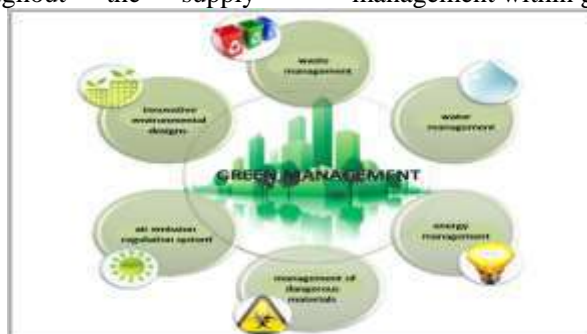 the supply
management within
waste
management
innovative
environmental
designs
water
management
GREEN MANAGEMENT
air emission
regulation system
energy
management
management of
dangerous
materials